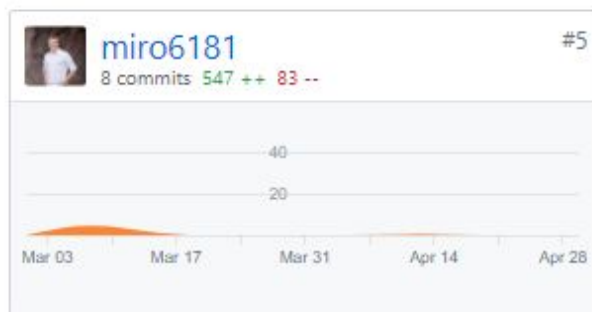 miro6181
#5
8 commits 547 ++ 83 --
40
20
Mar 03 Mar 17 Mar 31 Apr 14 Apr 28